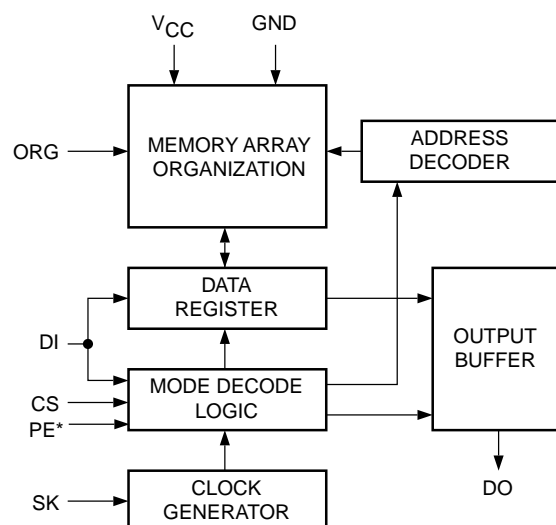 VCC
GND
ORG
MEMORY ARRAY
ORGANIZATION
ADDRESS
DECODER
DATA
REGISTER
DI
OUTPUT
BUFFER
MODE DECODE
LOGIC
CS
PE*
SK
CLOCK
GENERATOR
DO